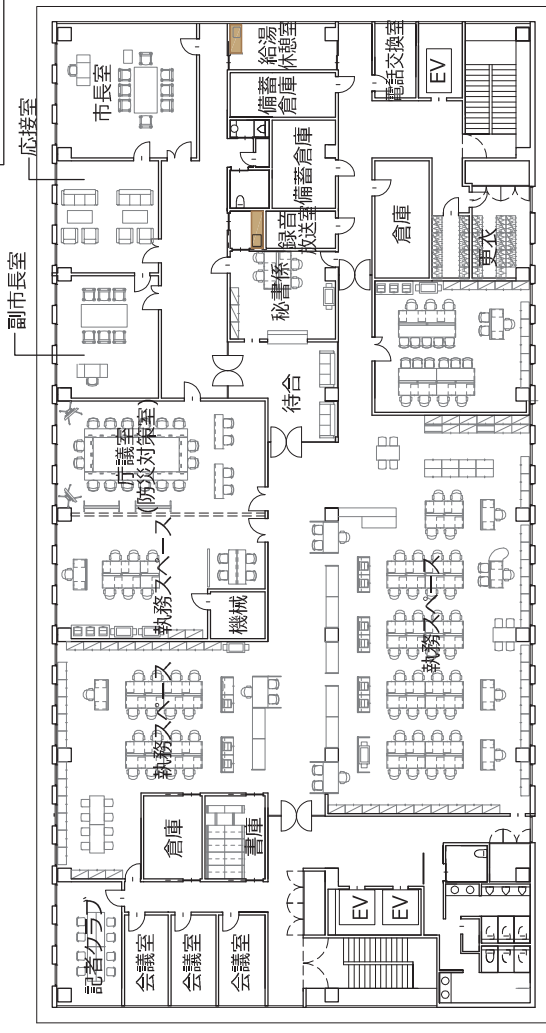 応接室
副市長室
市長室
給湯
休憩室
備蓄
倉庫
備蓄倉庫
録音
放送室
秘書係
待合
電話交換室
EV
倉庫
更衣
庁議室
(防災対策室)
執務スペース
機械
執務スペース
執務スペース
倉庫
書庫
記者クラブ
会議室
会議室
会議室
EV
EV